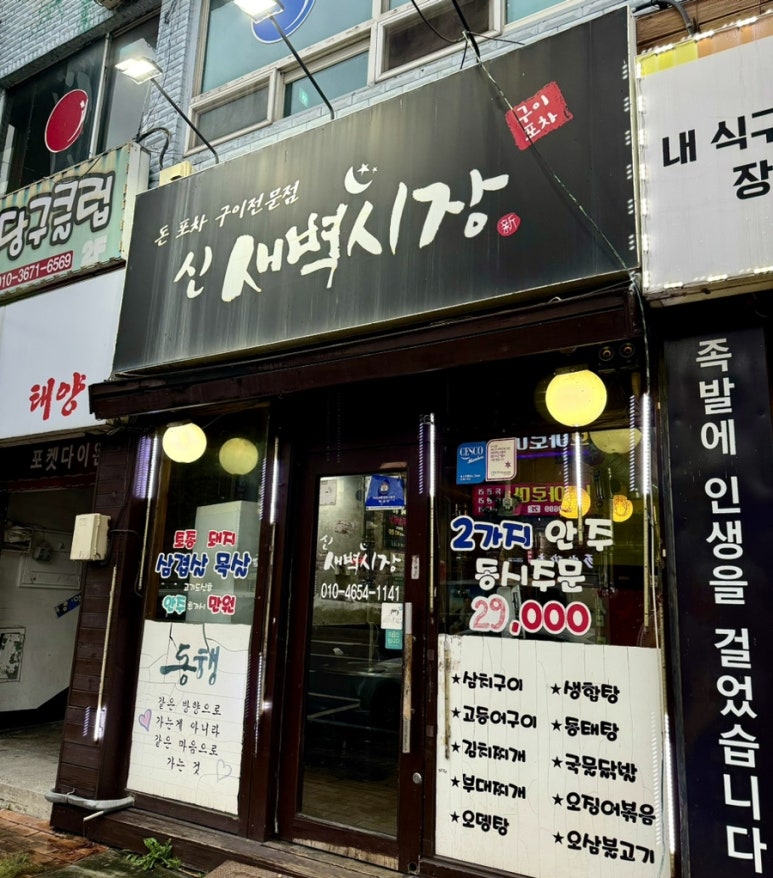 구이
포차
돈 포차 구이전문점
신 새벽시장
新
당구클럽
010-3671-6569
2F
태양
포켓다이
내 식구
장
족발에 인생을 걸었습니다
CESCO
Member
토종 돼지
삼겹살 목살
안주
만원
동행
같은 방향으로
가는게 아니라
같은 마음으로
가는 것
신
새벽시장
010-4654-1141
2가지 안주
동시주문
29,000
★삼치구이
★고등어구이
★김치찌개
★부대찌개
★오뎅탕
★생합탕
★동태탕
★국물닭발
★오징어볶음
★오삼불고기